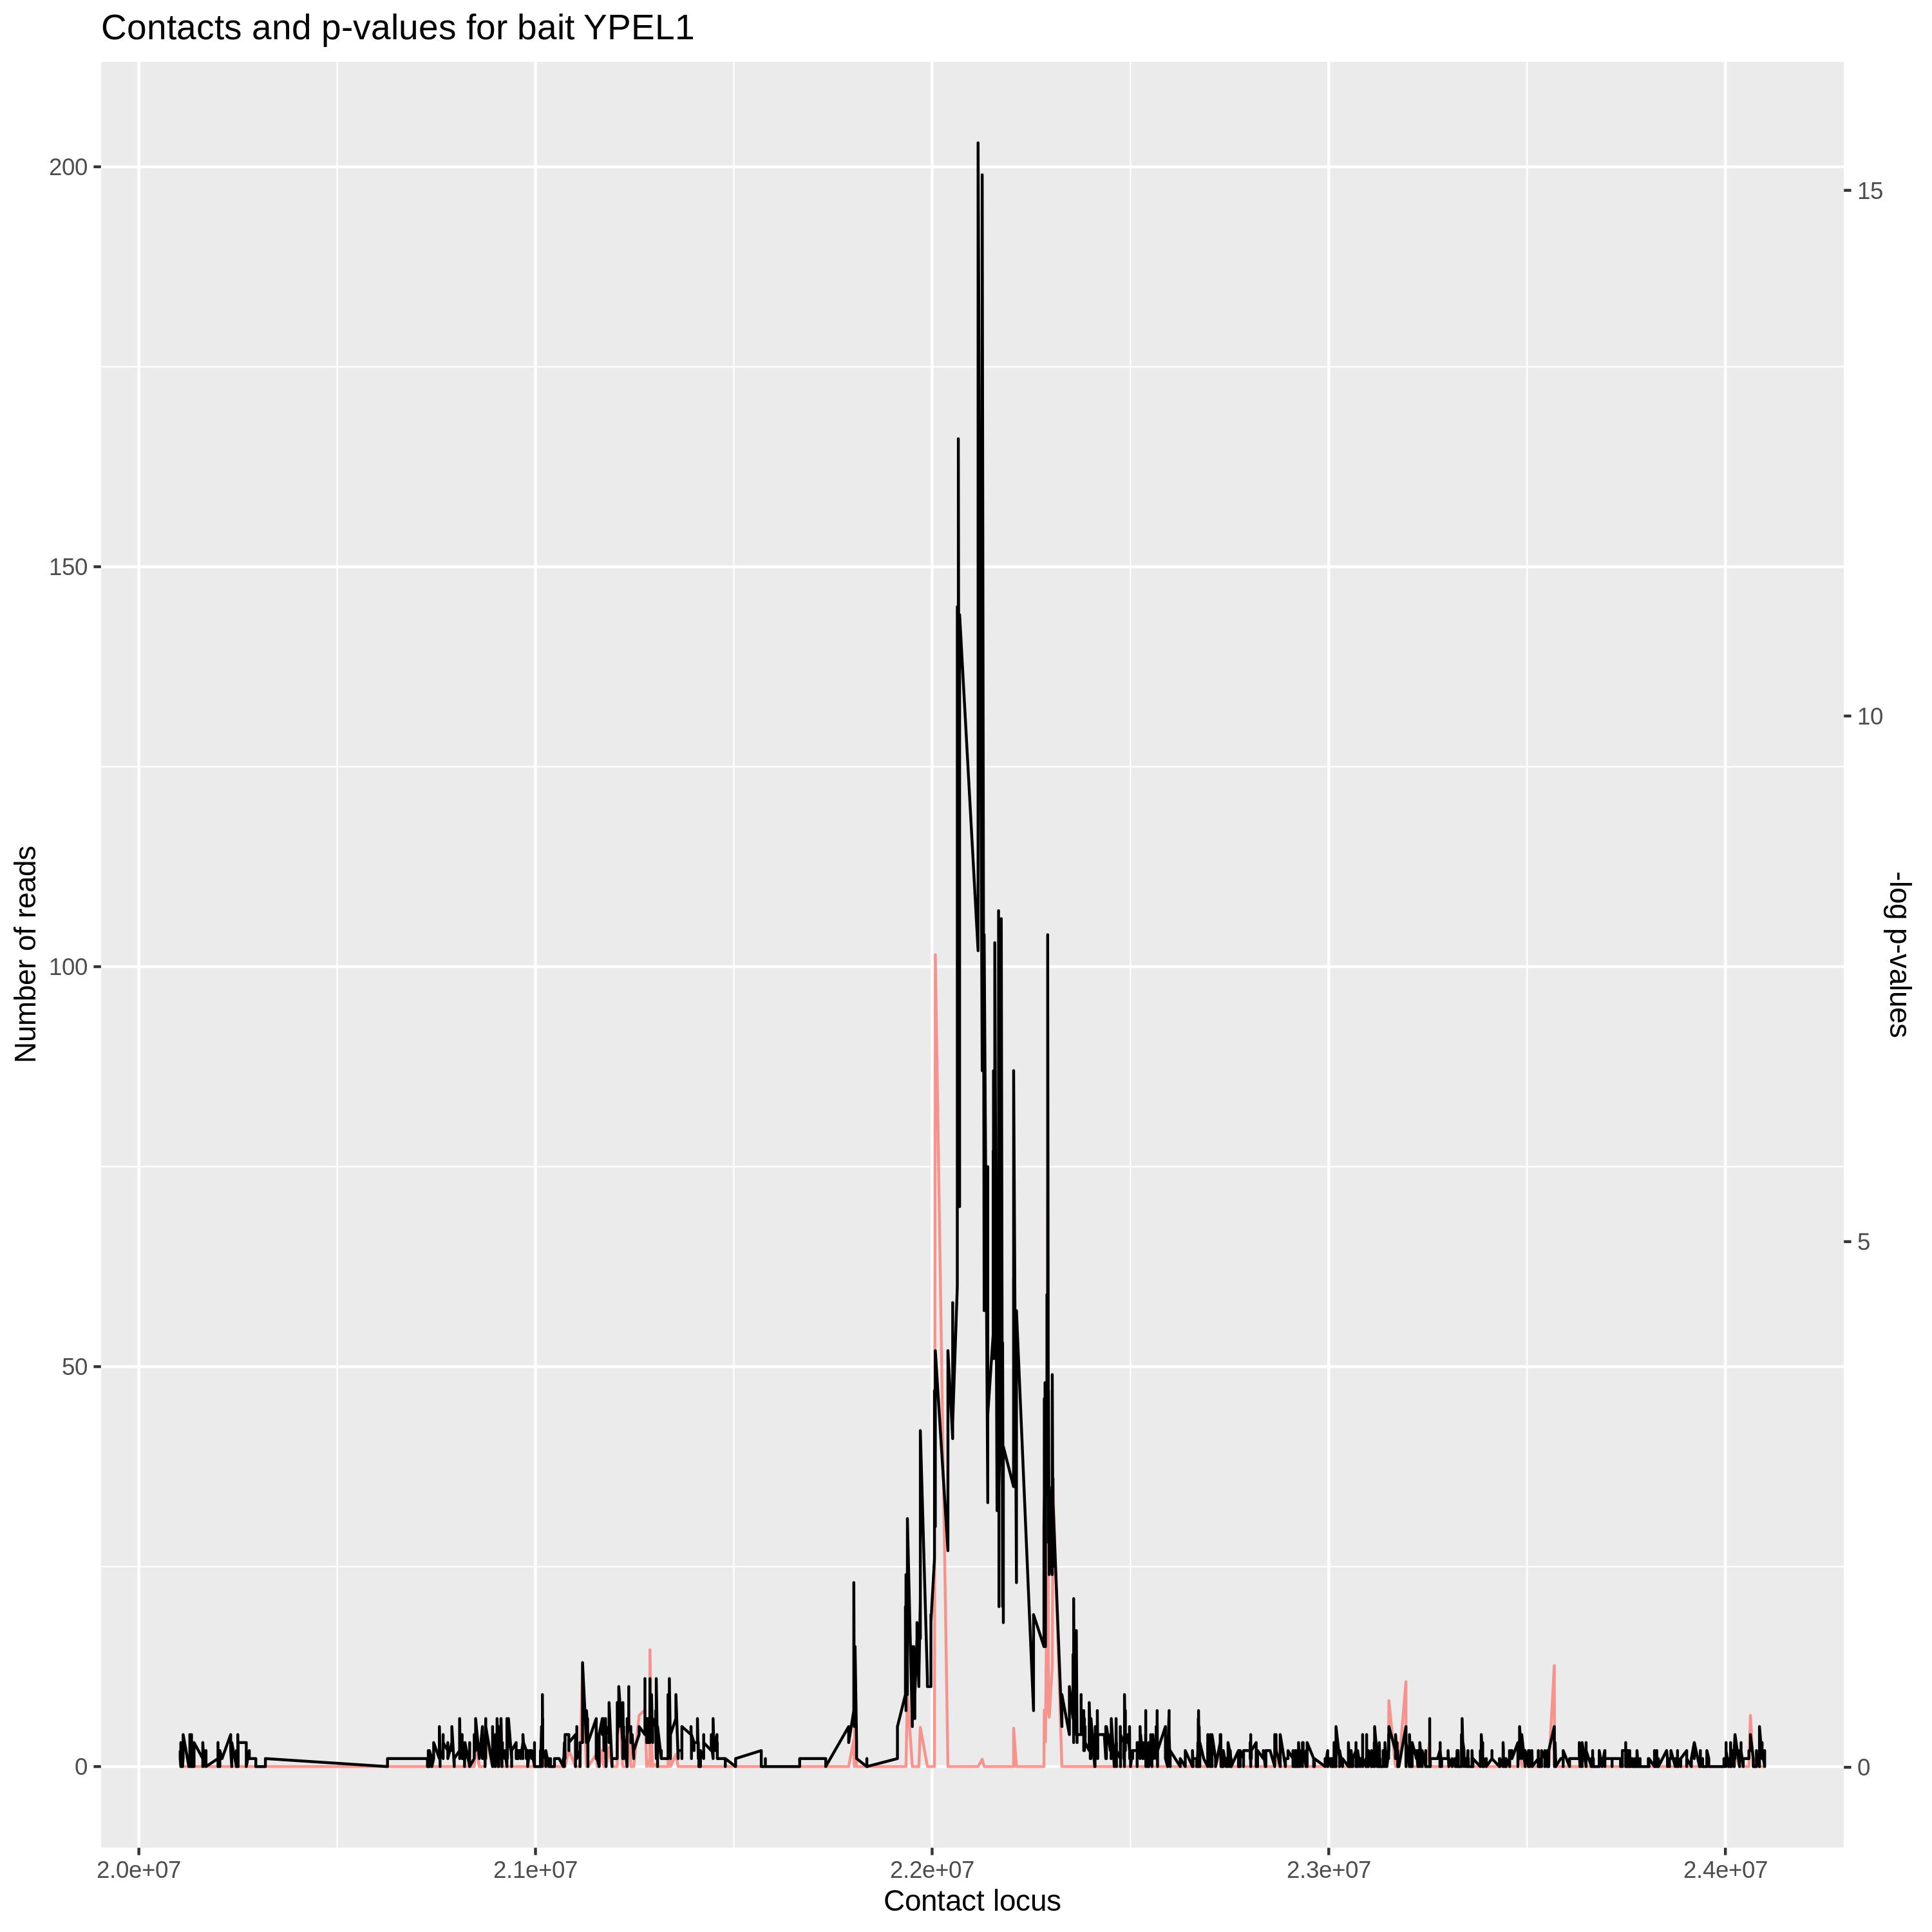 Contacts and p-values for bait YPEL1
200
150
100
50
0
Number of reads
15
10
5
0
-log p-values
2.0e+07 2.1e+07 2.2e+07 2.3e+07 2.4e+07
Contact locus